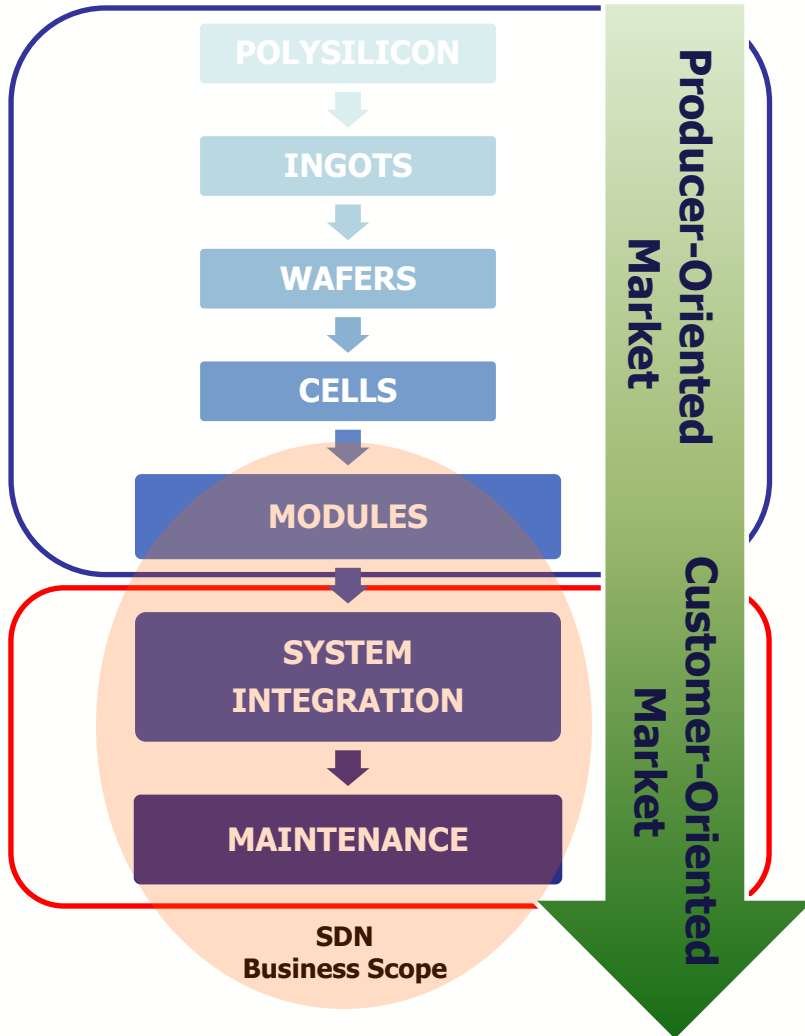 POLYSILICON
INGOTS
WAFERS
CELLS
MODULES
SYSTEM
INTEGRATION
MAINTENANCE
SDN
Business Scope
Producer-Oriented
Market
Customer-Oriented
Market